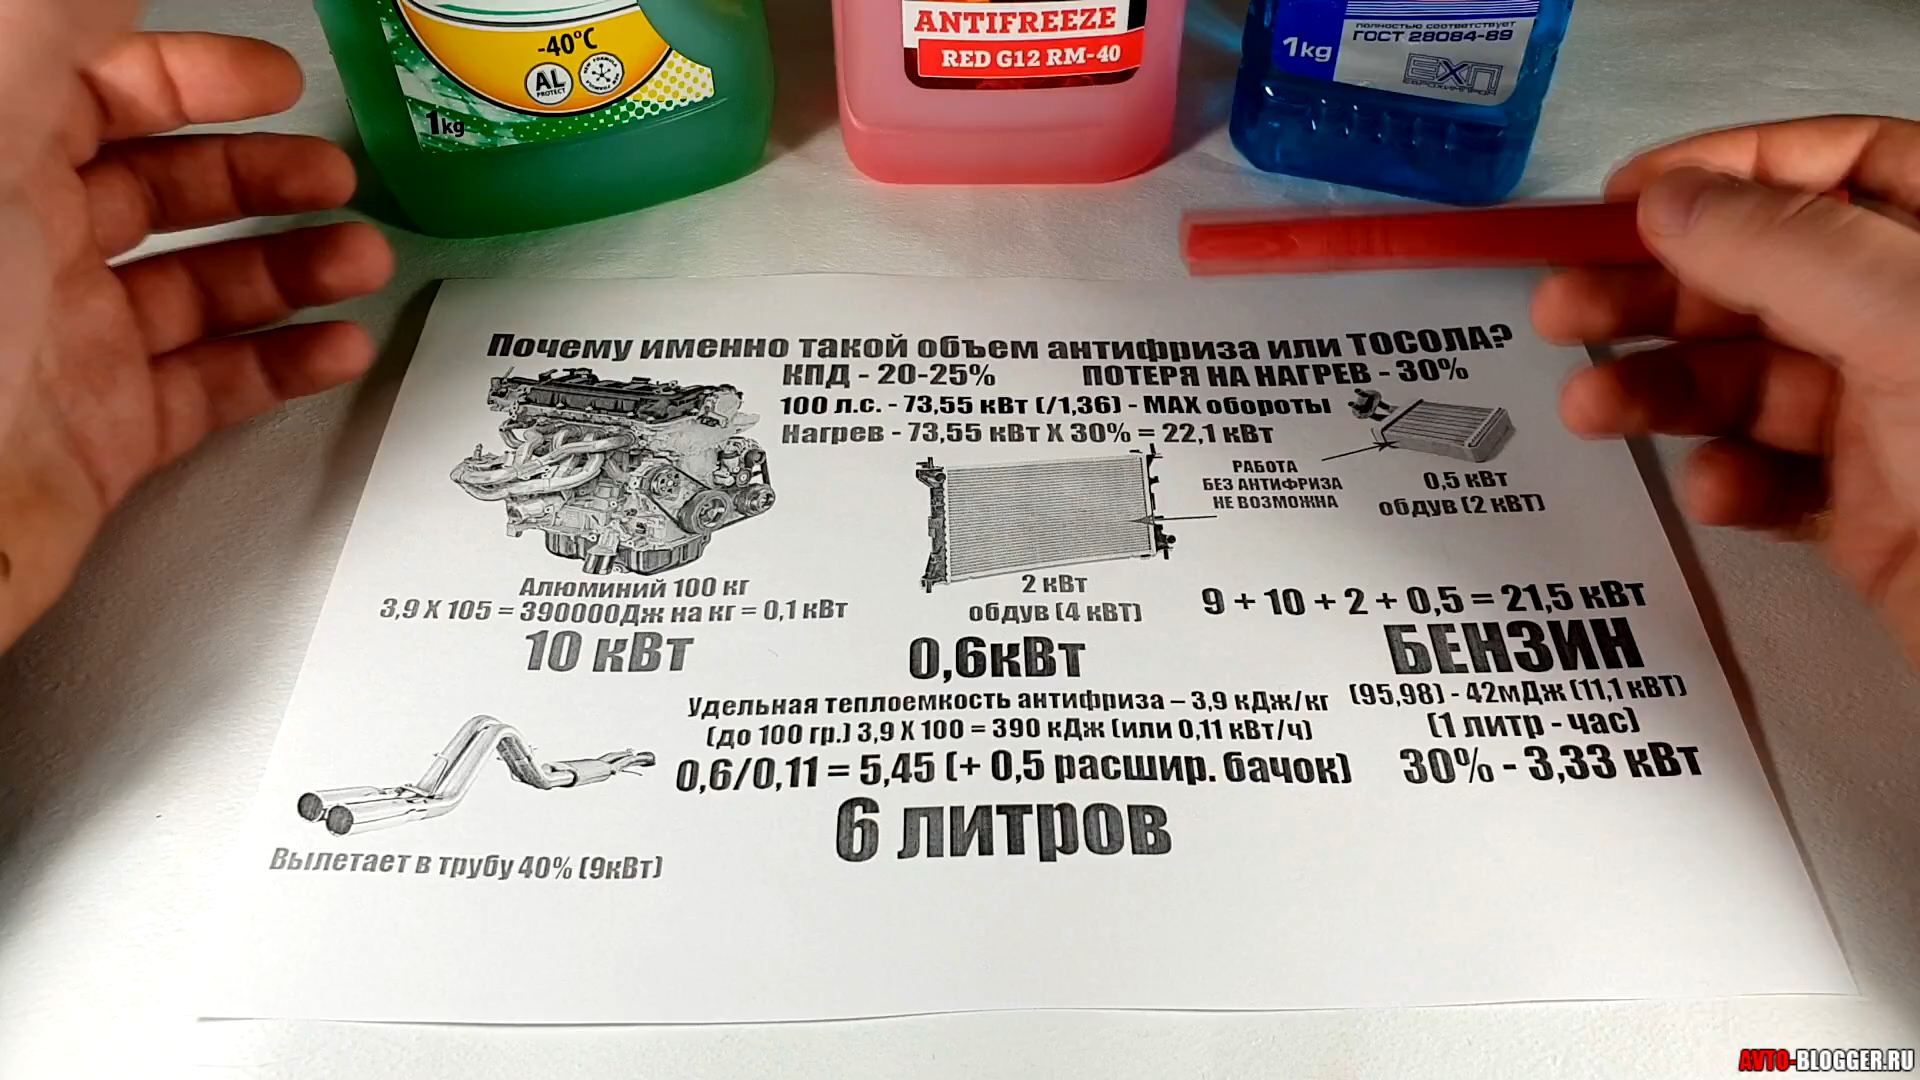 -40°C
AL
PROTECT
NEW FORMULA
1kg
ANTIFREEZE
RED G12 RM-40
полностью соответствует
ГОСТ 28084-89
1kg
ЕХП
ЕВРОХИМПРОМ
Почему именно такой объем антифриза или ТОСОЛА?
КПД - 20-25% ПОТЕРЯ НА НАГРЕВ - 30%
100 л.с. - 73,55 кВт (/1,36) - MAX обороты
Нагрев - 73,55 кВт X 30% = 22,1 кВт
РАБОТА
БЕЗ АНТИФРИЗА
НЕ ВОЗМОЖНА
0,5 кВт
обдув (2 кВТ)
Алюминий 100 кг
3,9 X 105 = 390000Дж на кг = 0,1 кВт
10 кВт
2 кВт
обдув (4 кВТ)
0,6кВт
9 + 10 + 2 + 0,5 = 21,5 кВт
БЕНЗИН
(95,98) - 42мДж (11,1 кВТ)
(1 литр - час)
30% - 3,33 кВт
Удельная теплоемкость антифриза – 3,9 кДж/кг
(до 100 гр.) 3,9 X 100 = 390 кДж (или 0,11 кВт/ч)
0,6/0,11 = 5,45 (+ 0,5 расшир. бачок)
6 литров
Вылетает в трубу 40% (9кВт)
AVTO-BLOGGER.RU